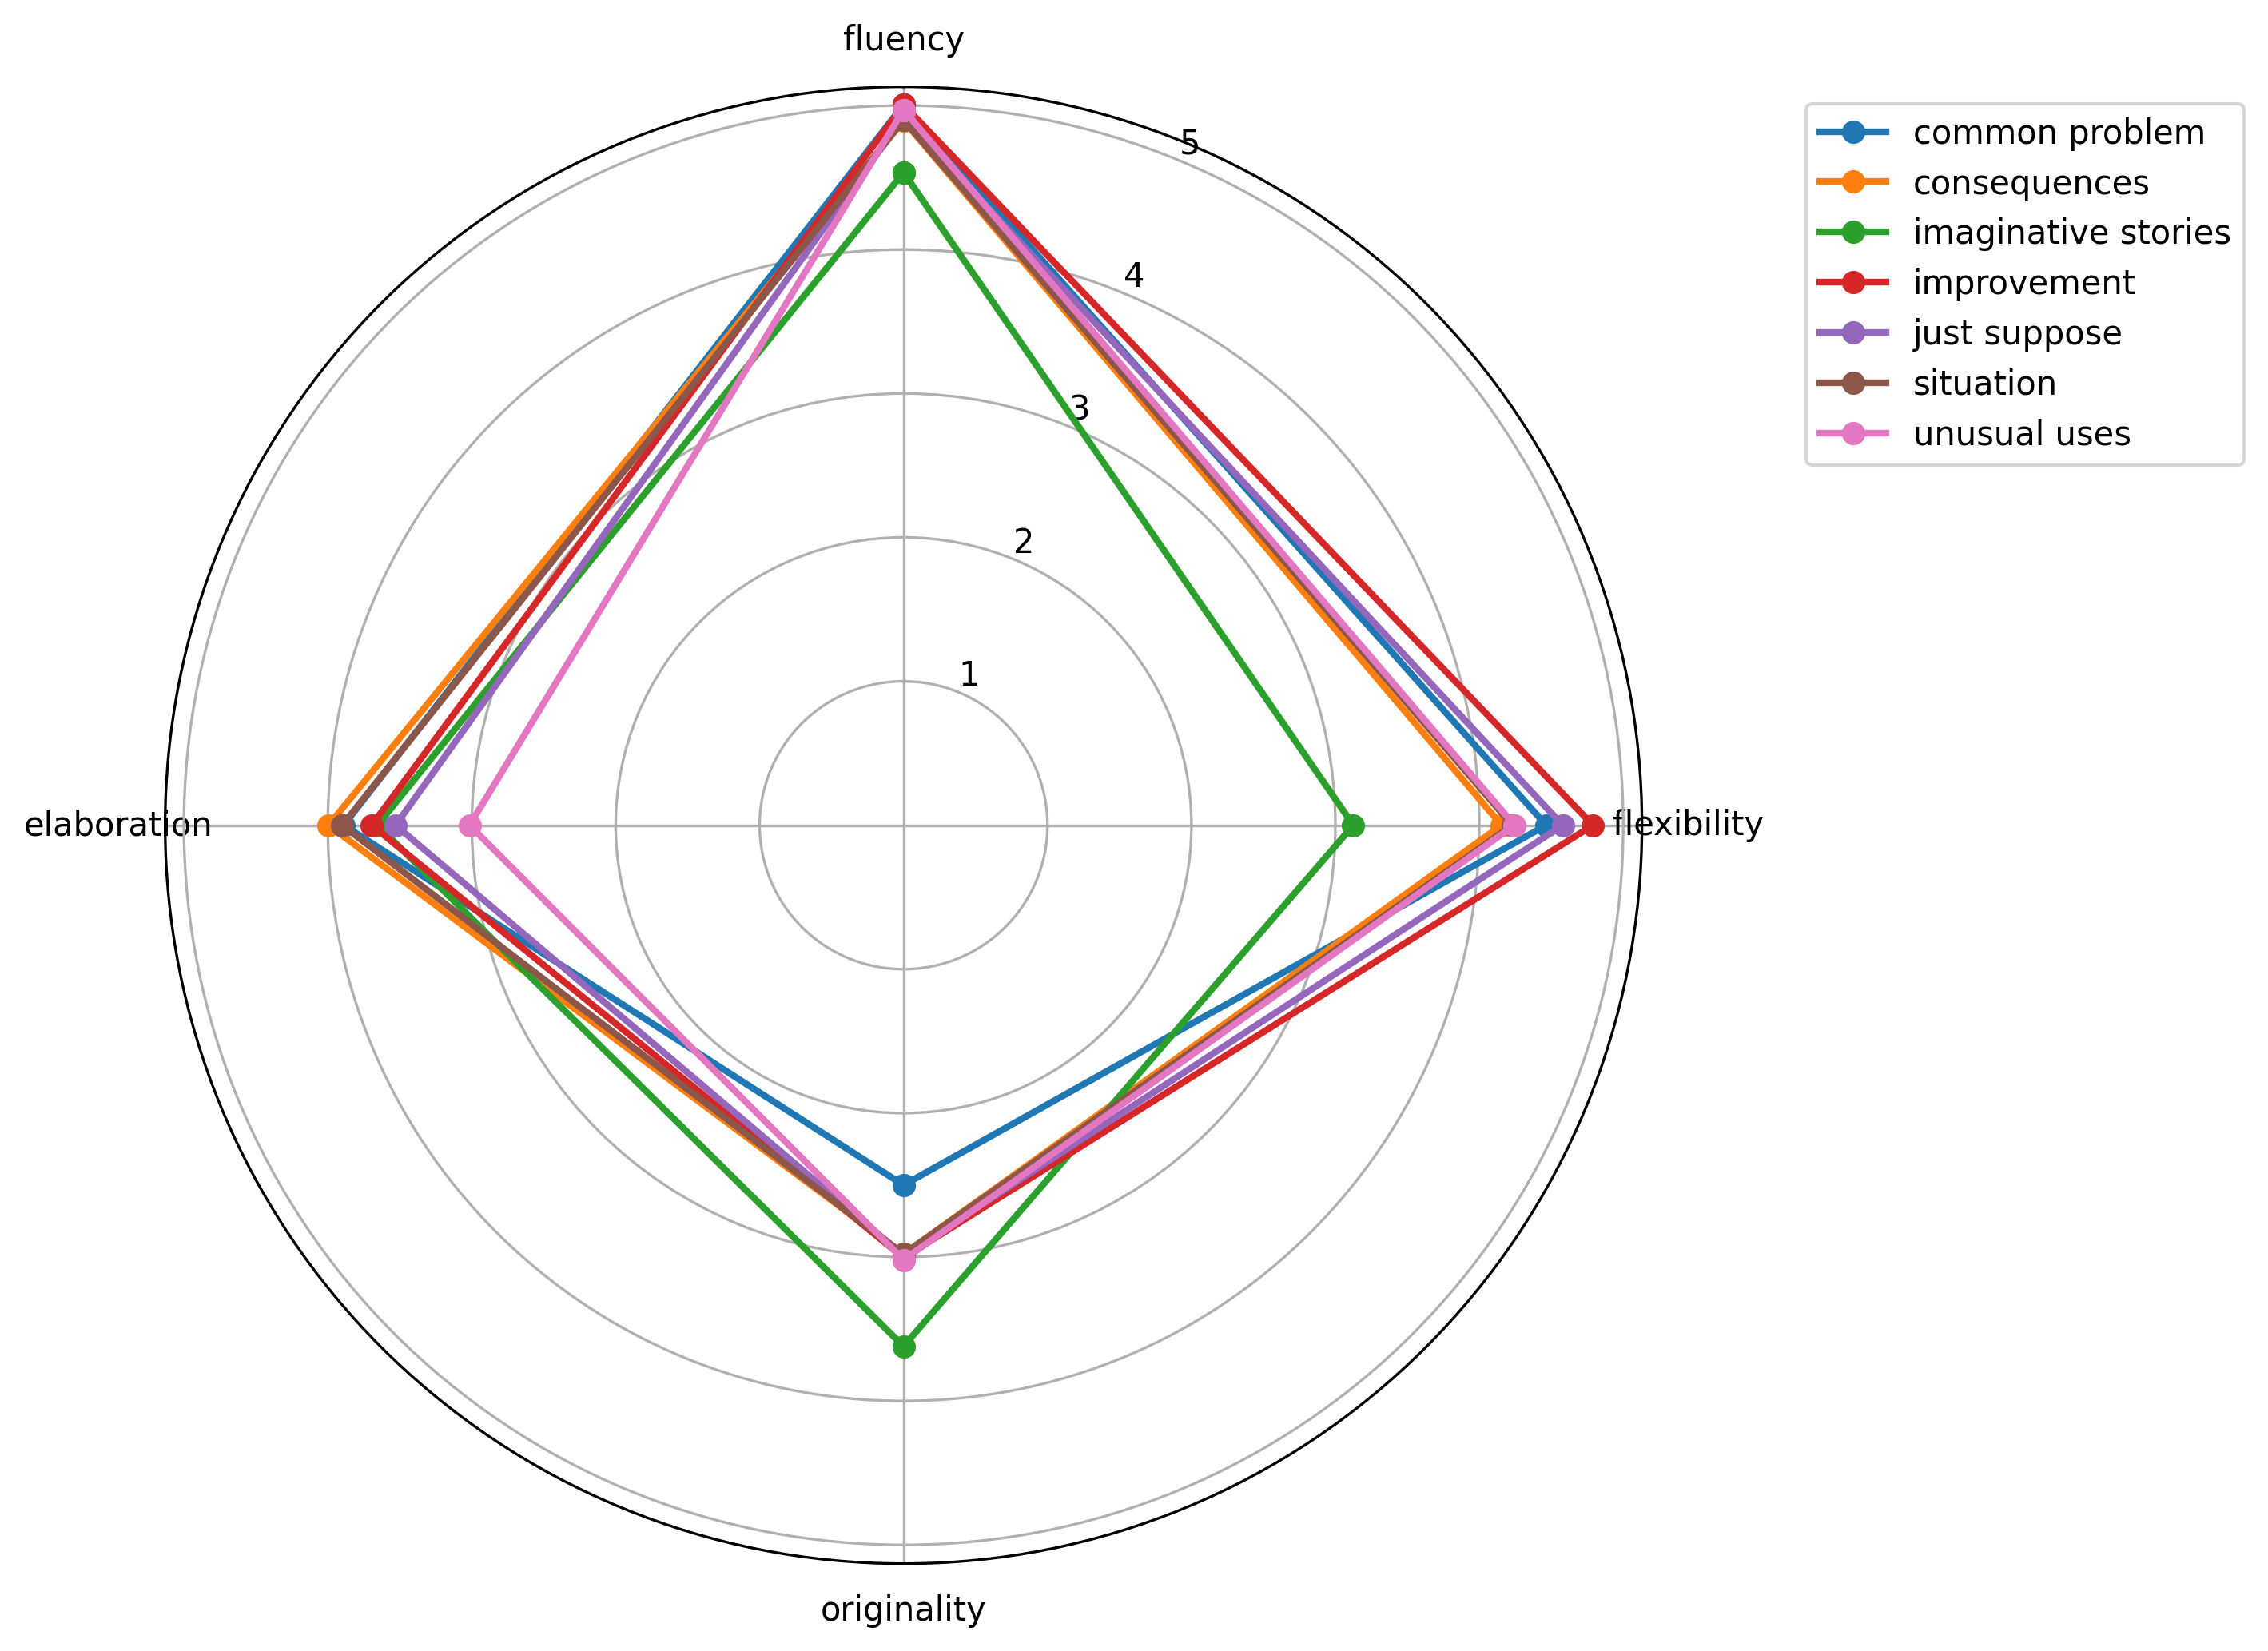 fluency
5
4
3
2
1
elaboration
flexibility
originality
common problem
consequences
imaginative stories
improvement
just suppose
situation
unusual uses